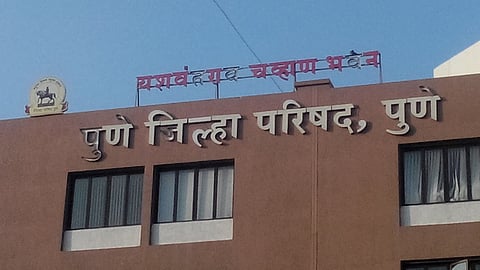 यशवंतराव चव्हाण भवन
पुणे जिल्हा परिषद, पुणे